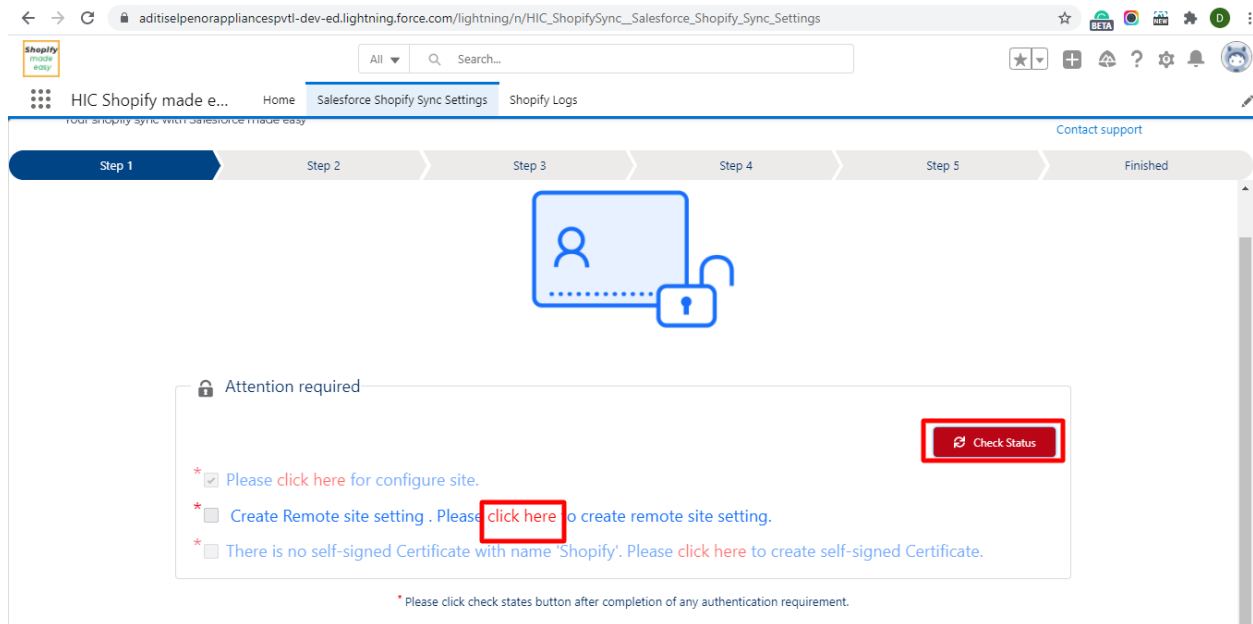 aditiselpenorappliancespvtl-dev-ed.lightning.force.com/lightning/n/HIC_ShopifySync__Salesforce_Shopify_Sync_Settings
BETA
NEW
D
Shopify
made
easy
All
Search...
HIC Shopify made e...
Home
Salesforce Shopify Sync Settings
Shopify Logs
Your shopify sync with Salesforce made easy
Contact support
Step 1
Step 2
Step 3
Step 4
Step 5
Finished
Attention required
Check Status
* Please click here for configure site.
* Create Remote site setting . Please click here to create remote site setting.
* There is no self-signed Certificate with name 'Shopify'. Please click here to create self-signed Certificate.
* Please click check states button after completion of any authentication requirement.